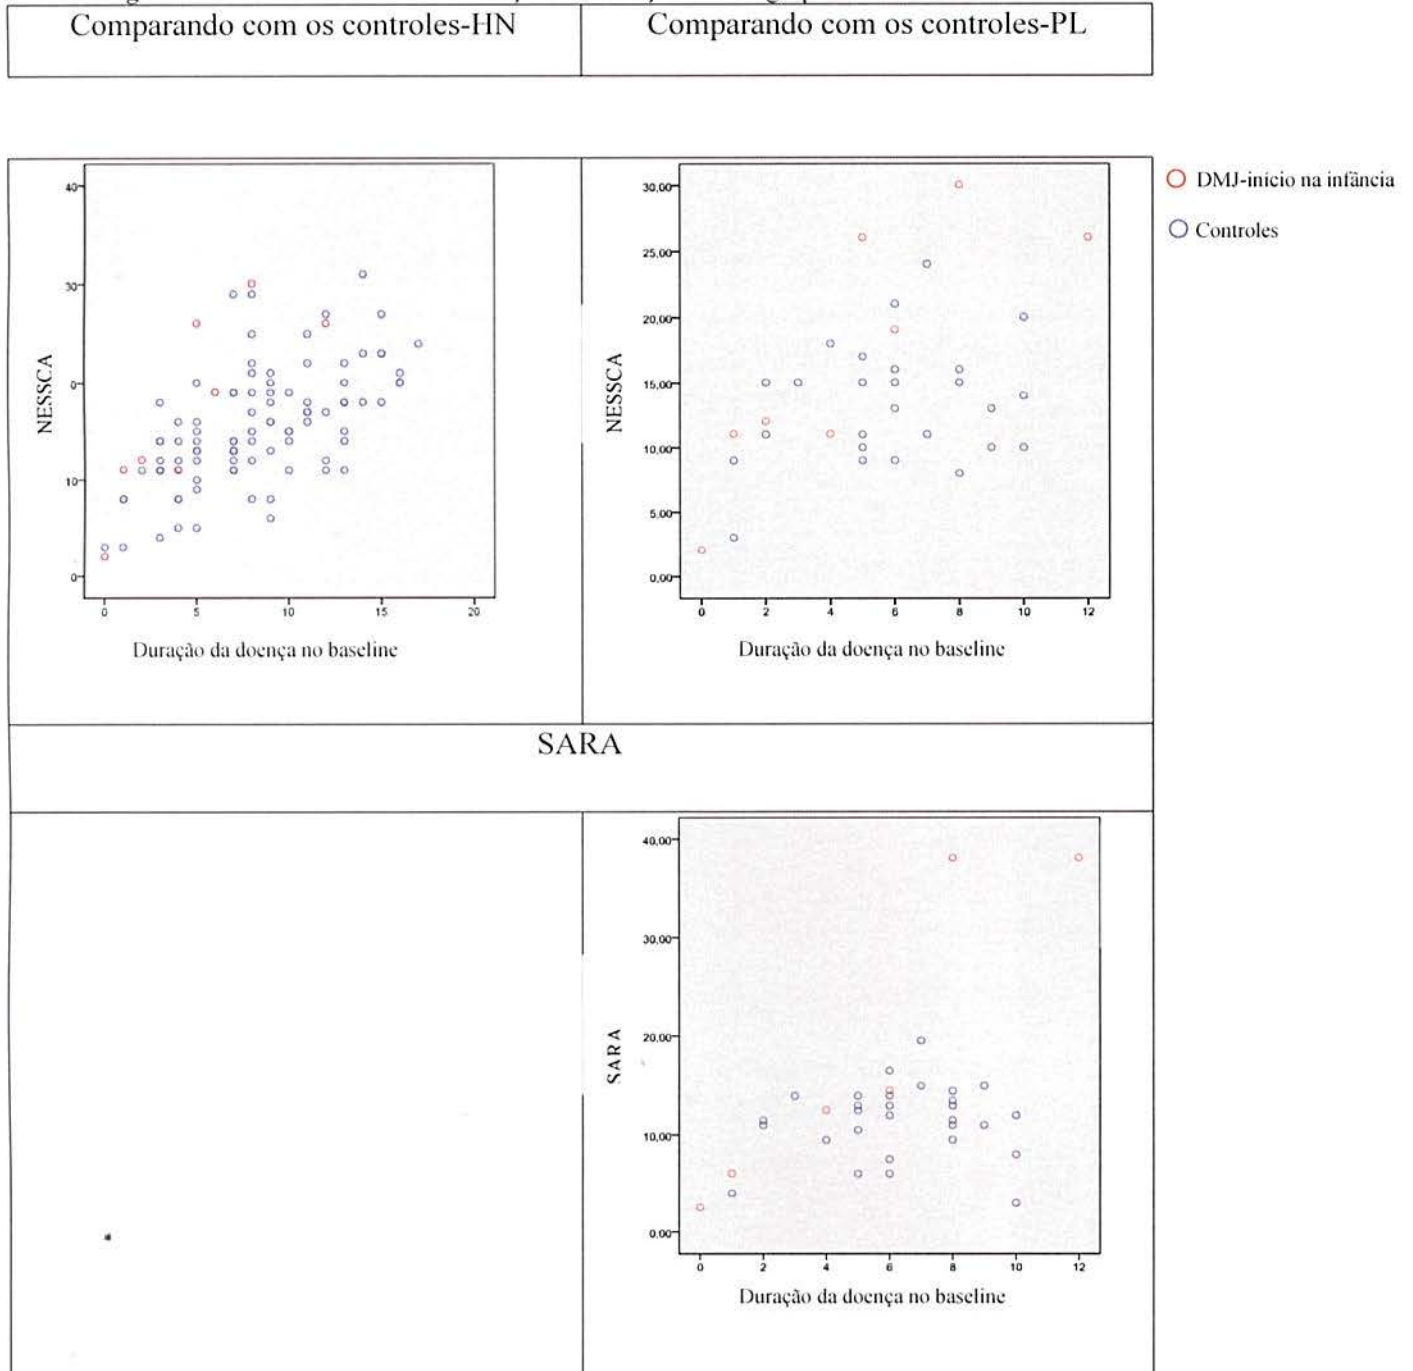 Comparando com os controles-HN
Comparando com os controles-PL
40
30
0
10
0
NESSCA
0 5 10 15 20
Duração da doença no baseline
30,00
25,00
20,00
15,00
10,00
5,00
0,00
NESSCA
0 2 4 6 8 10 12
Duração da doença no baseline
DMJ-início na infância
Controles
SARA
40,00
30,00
20,00
10,00
0,00
SARA
0 2 4 6 8 10 12
Duração da doença no baseline